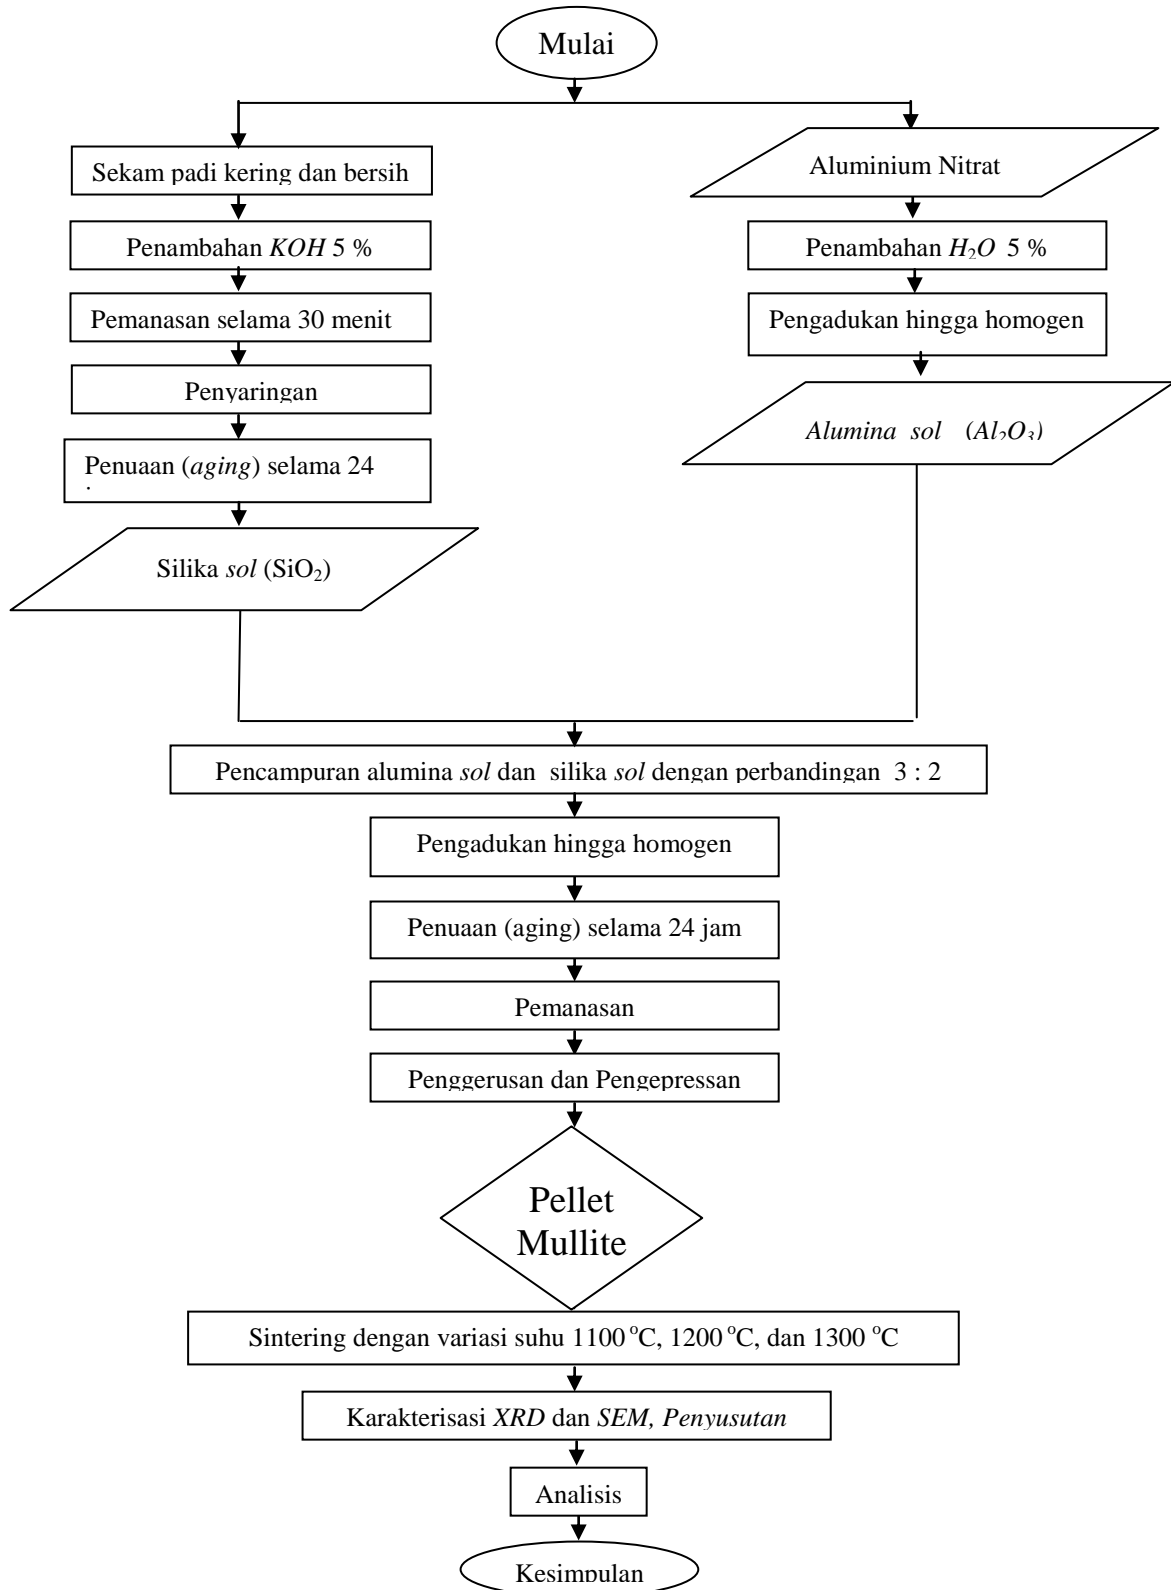 Mulai
Sekam padi kering dan bersih
Penambahan KOH 5 %
Pemanasan selama 30 menit
Penyaringan
Penuaan (aging) selama 24
Silika sol (SiO₂)
Aluminium Nitrat
Penambahan H₂O 5 %
Pengadukan hingga homogen
Alumina sol (Al₂O₃)
Pencampuran alumina sol dan silika sol dengan perbandingan 3 : 2
Pengadukan hingga homogen
Penuaan (aging) selama 24 jam
Pemanasan
Penggerusan dan Pengepressan
Pellet
Mullite
Sintering dengan variasi suhu 1100 °C, 1200 °C, dan 1300 °C
Karakterisasi XRD dan SEM, Penyusutan
Analisis
Kesimpulan